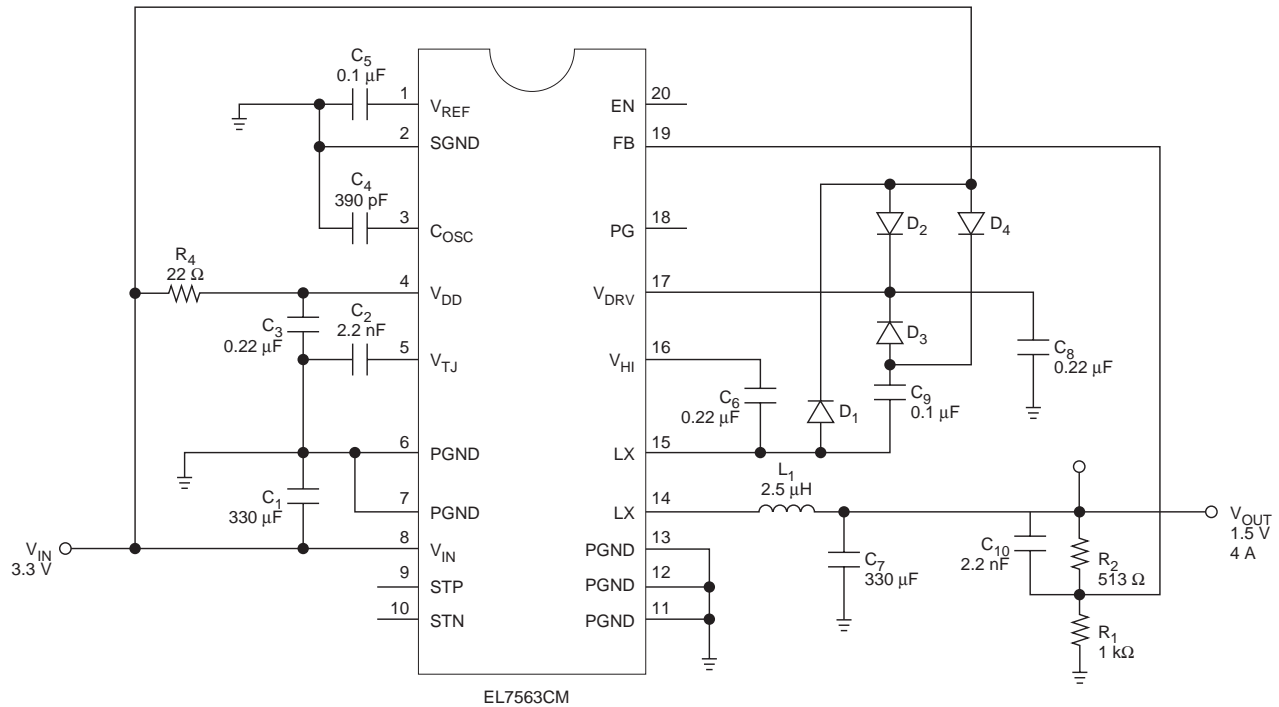 C5
0.1 µF
1
VREF
2
SGND
C4
390 pF
3
COSC
R4
22 Ω
4
VDD
C3
0.22 µF
C2
2.2 nF
5
VTJ
6
PGND
C1
330 µF
7
PGND
VIN
3.3 V
8
VIN
9
STP
10
STN
EN
20
FB
19
PG
18
VDRV
17
VHI
16
LX
15
LX
14
PGND
13
PGND
12
PGND
11
D2
D4
D3
C8
0.22 µF
C6
0.22 µF
D1
C9
0.1 µF
L1
2.5 µH
C7
330 µF
C10
2.2 nF
R2
513 Ω
R1
1 kΩ
VOUT
1.5 V
4 A
EL7563CM